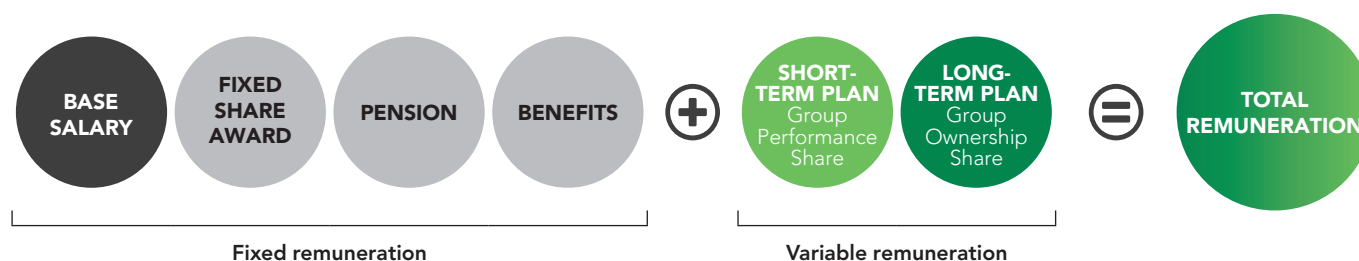 BASE
SALARY
FIXED
SHARE
AWARD
PENSION
BENEFITS
+
SHORT-
TERM PLAN
Group
Performance
Share
LONG-
TERM PLAN
Group
Ownership
Share
=
TOTAL
REMUNERATION
Fixed remuneration
Variable remuneration